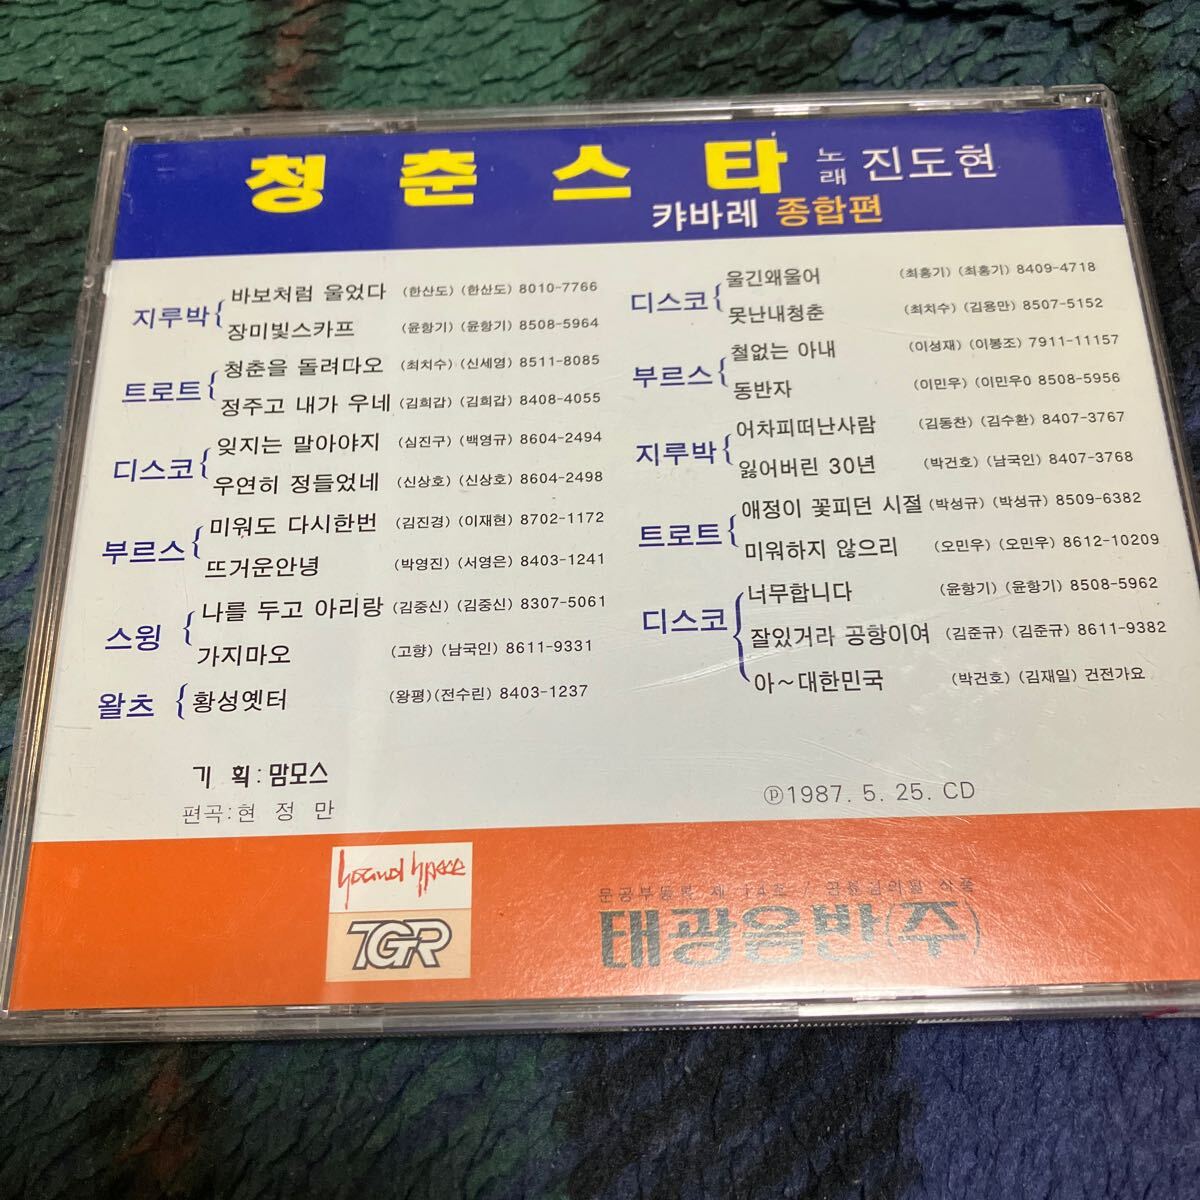 청춘스타 노래 진도현
캬바레 종합편
지루박
바보처럼 울었다 (한산도) (한산도) 8010-7766
장미빛스카프 (윤항기) (윤항기) 8508-5964
트로트
청춘을 돌려다오 (최치수) (신세영) 8511-8085
정주고 내가 우네 (김희갑) (김희갑) 8408-4055
디스코
잊지는 말아야지 (심진구) (백영규) 8604-2494
우연히 정들었네 (신상호) (신상호) 8604-2498
부르스
미워도 다시한번 (김진경) (이재현) 8702-1172
뜨거운안녕 (박영진) (서영은) 8403-1241
스윙
나를 두고 아리랑 (김중신) (김중신) 8307-5061
가지마오 (고향) (남국인) 8611-9331
왈츠
황성옛터 (왕평) (전수린) 8403-1237
디스코
울긴왜울어 (최홍기) (최홍기) 8409-4718
못난내청춘 (최치수) (김용만) 8507-5152
부르스
철없는 아내 (이성재) (이봉조) 7911-11157
동반자 (이민우) (이민우0 8508-5956
지루박
어차피떠난사람 (김동찬) (김수환) 8407-3767
잃어버린 30년 (박건호) (남국인) 8407-3768
트로트
애정이 꽃피던 시절 (박성규) (박성규) 8509-6382
미워하지 않으리 (오민우) (오민우) 8612-10209
디스코
너무합니다 (윤항기) (윤항기) 8508-5962
잘있거라 공항이여 (김준규) (김준규) 8611-9382
아~대한민국 (박건호) (김재일) 건전가요
기 획 : 맘모스
편곡 : 현 정 만
ⓟ1987. 5. 25. CD
TGR
태광음반(주)